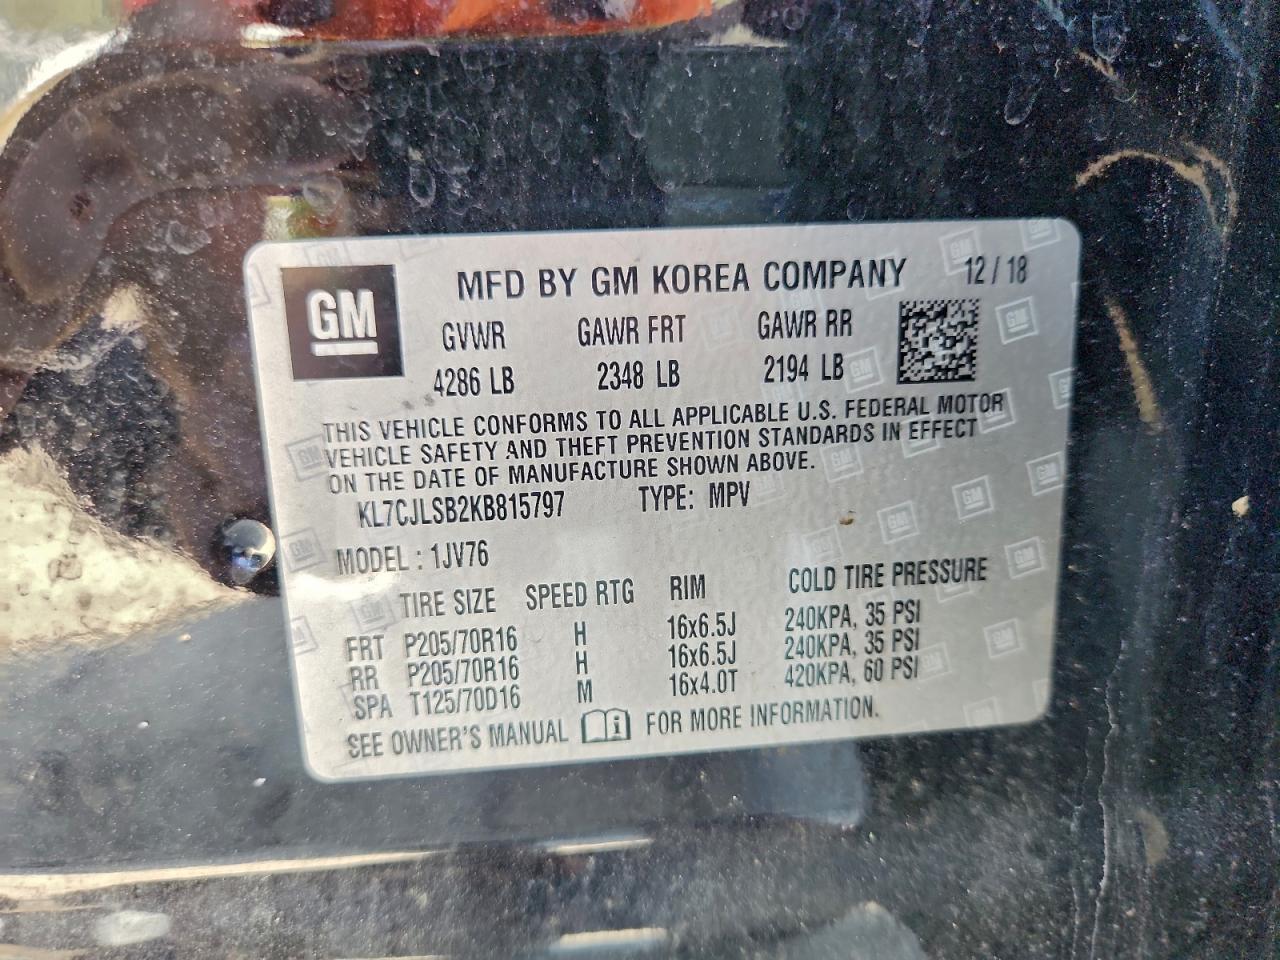 GM
MFD BY GM KOREA COMPANY 12 / 18
GVWR GAWR FRT GAWR RR
4286 LB 2348 LB 2194 LB
THIS VEHICLE CONFORMS TO ALL APPLICABLE U.S. FEDERAL MOTOR
VEHICLE SAFETY AND THEFT PREVENTION STANDARDS IN EFFECT
ON THE DATE OF MANUFACTURE SHOWN ABOVE.
KL7CJLSB2KB815797 TYPE: MPV
MODEL : 1JV76
TIRE SIZE SPEED RTG RIM COLD TIRE PRESSURE
FRT P205/70R16 H 16x6.5J 240KPA, 35 PSI
RR P205/70R16 H 16x6.5J 240KPA, 35 PSI
SPA T125/70D16 M 16x4.0T 420KPA, 60 PSI
SEE OWNER'S MANUAL i FOR MORE INFORMATION.